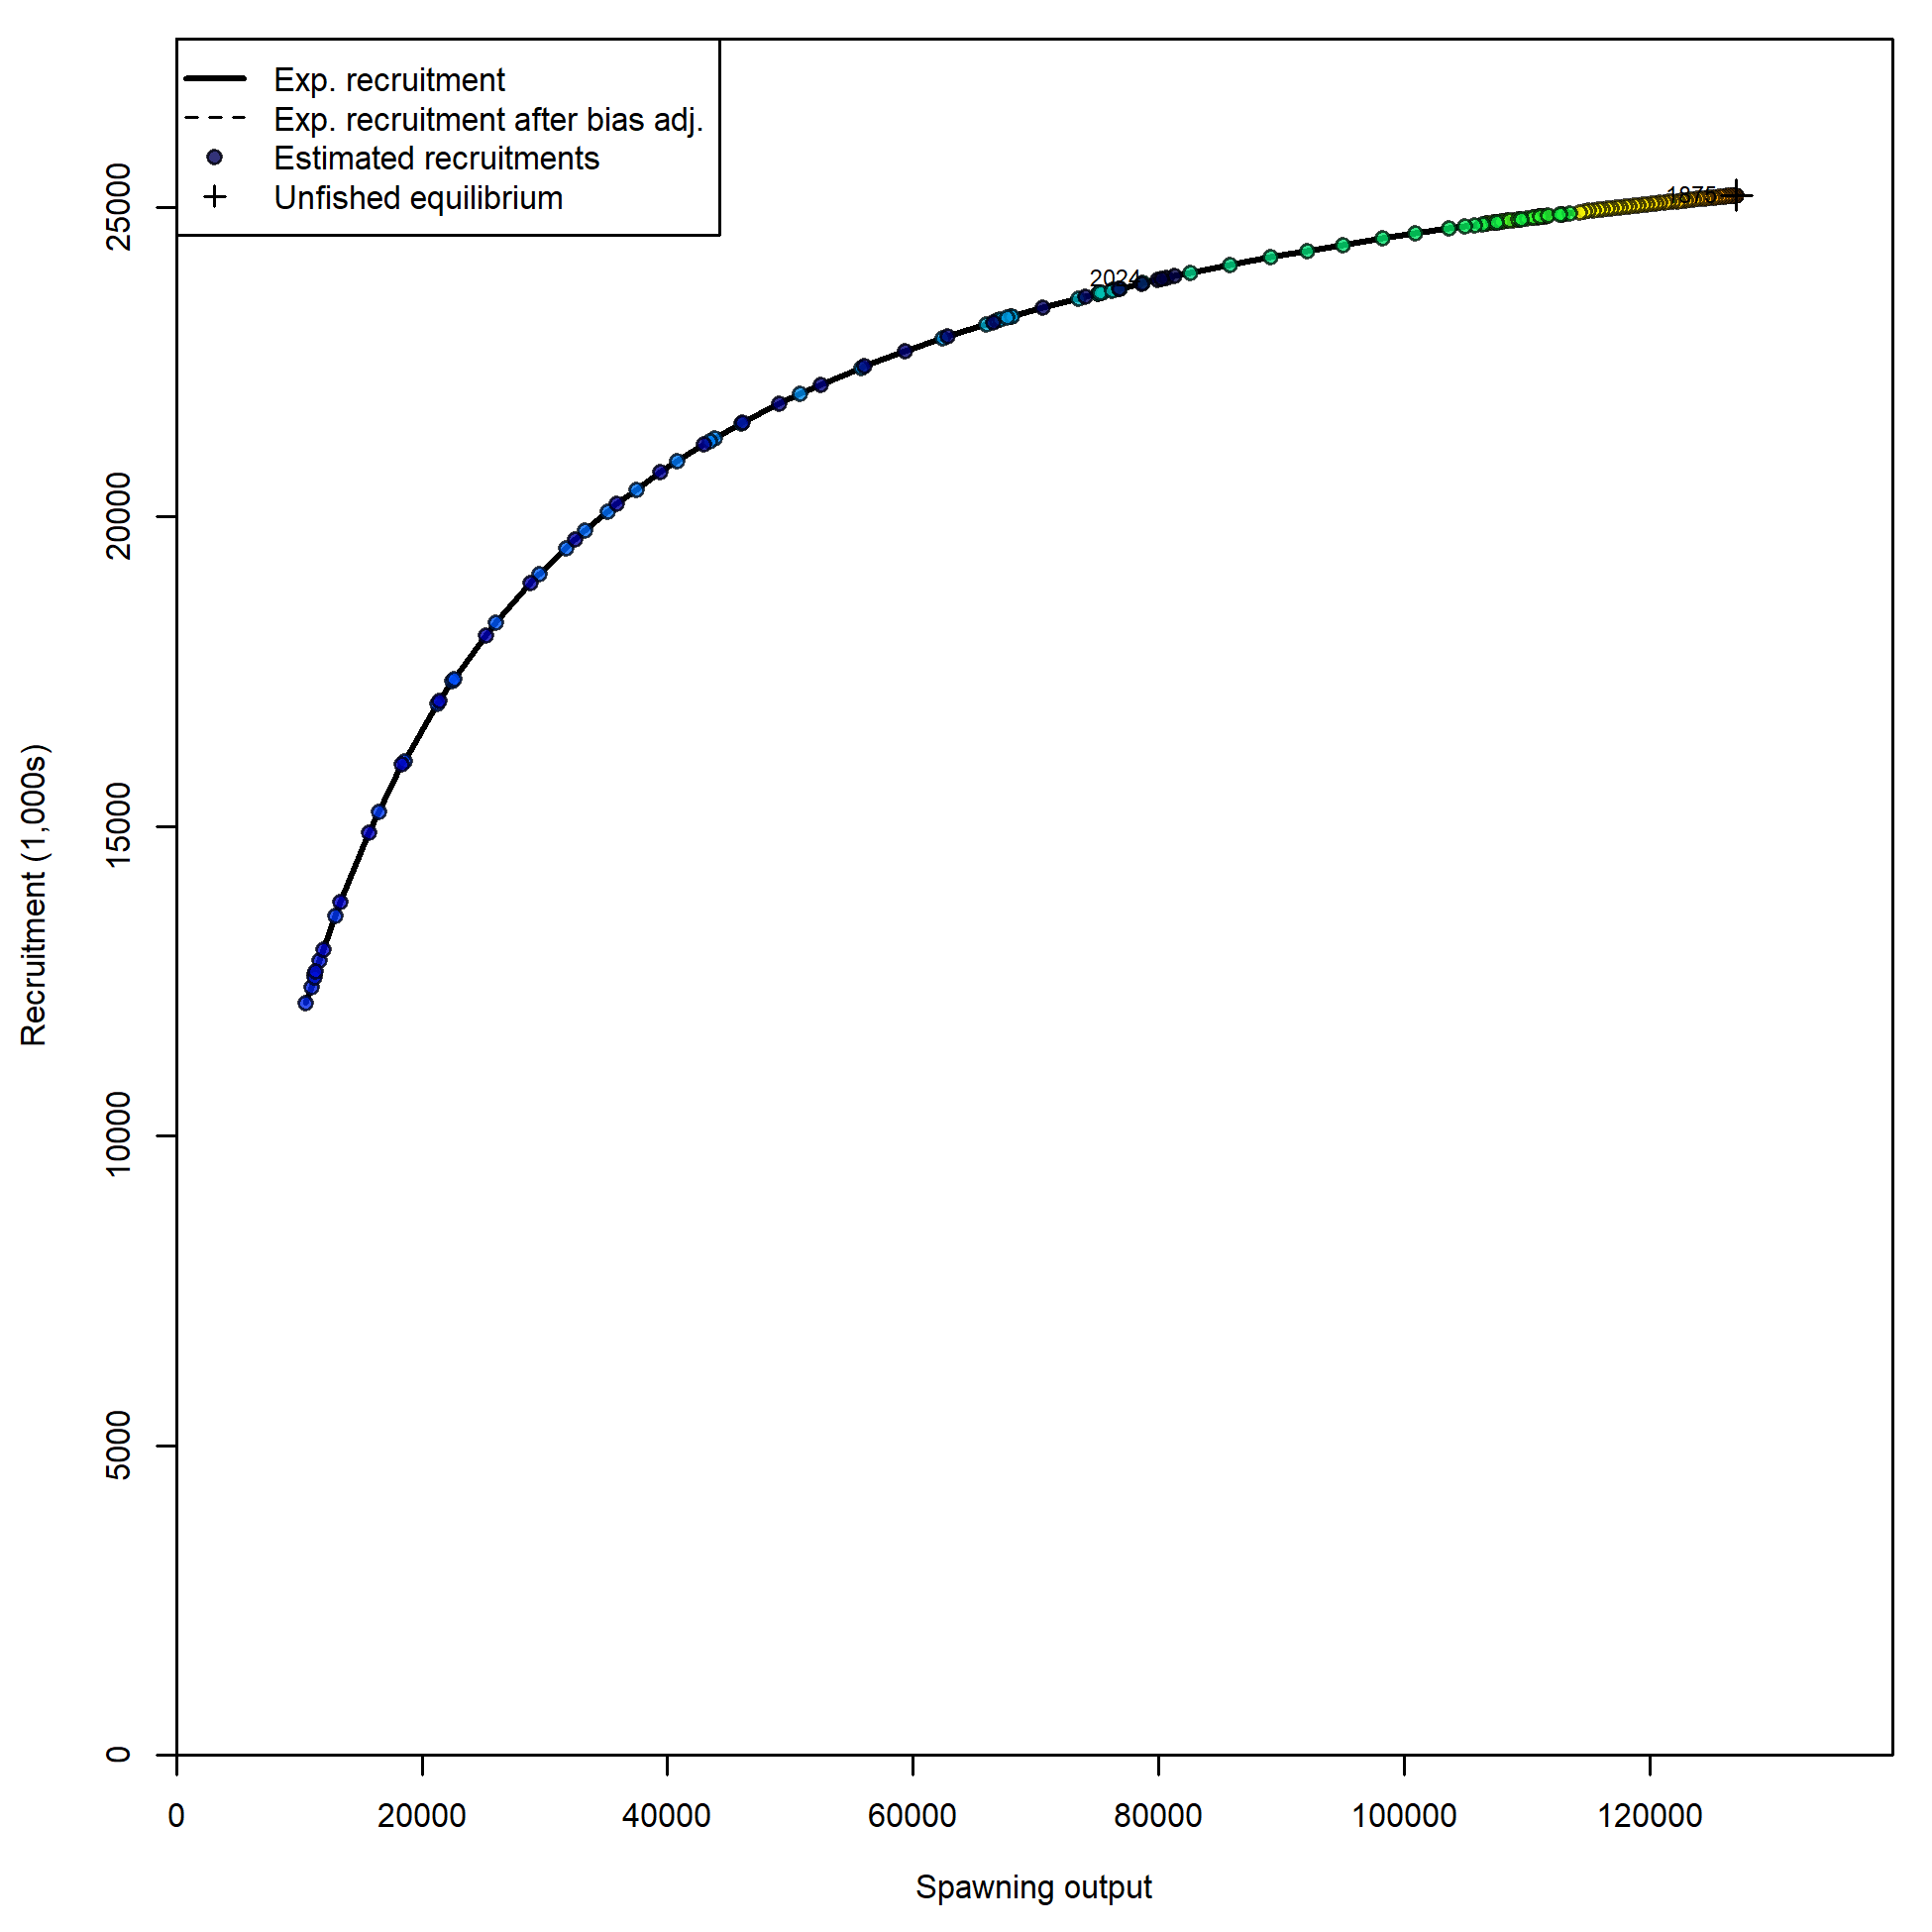 Exp. recruitment
Exp. recruitment after bias adj.
Estimated recruitments
Unfished equilibrium
1875
2024
Recruitment (1,000s)
25000
20000
15000
10000
5000
0
0 20000 40000 60000 80000 100000 120000
Spawning output